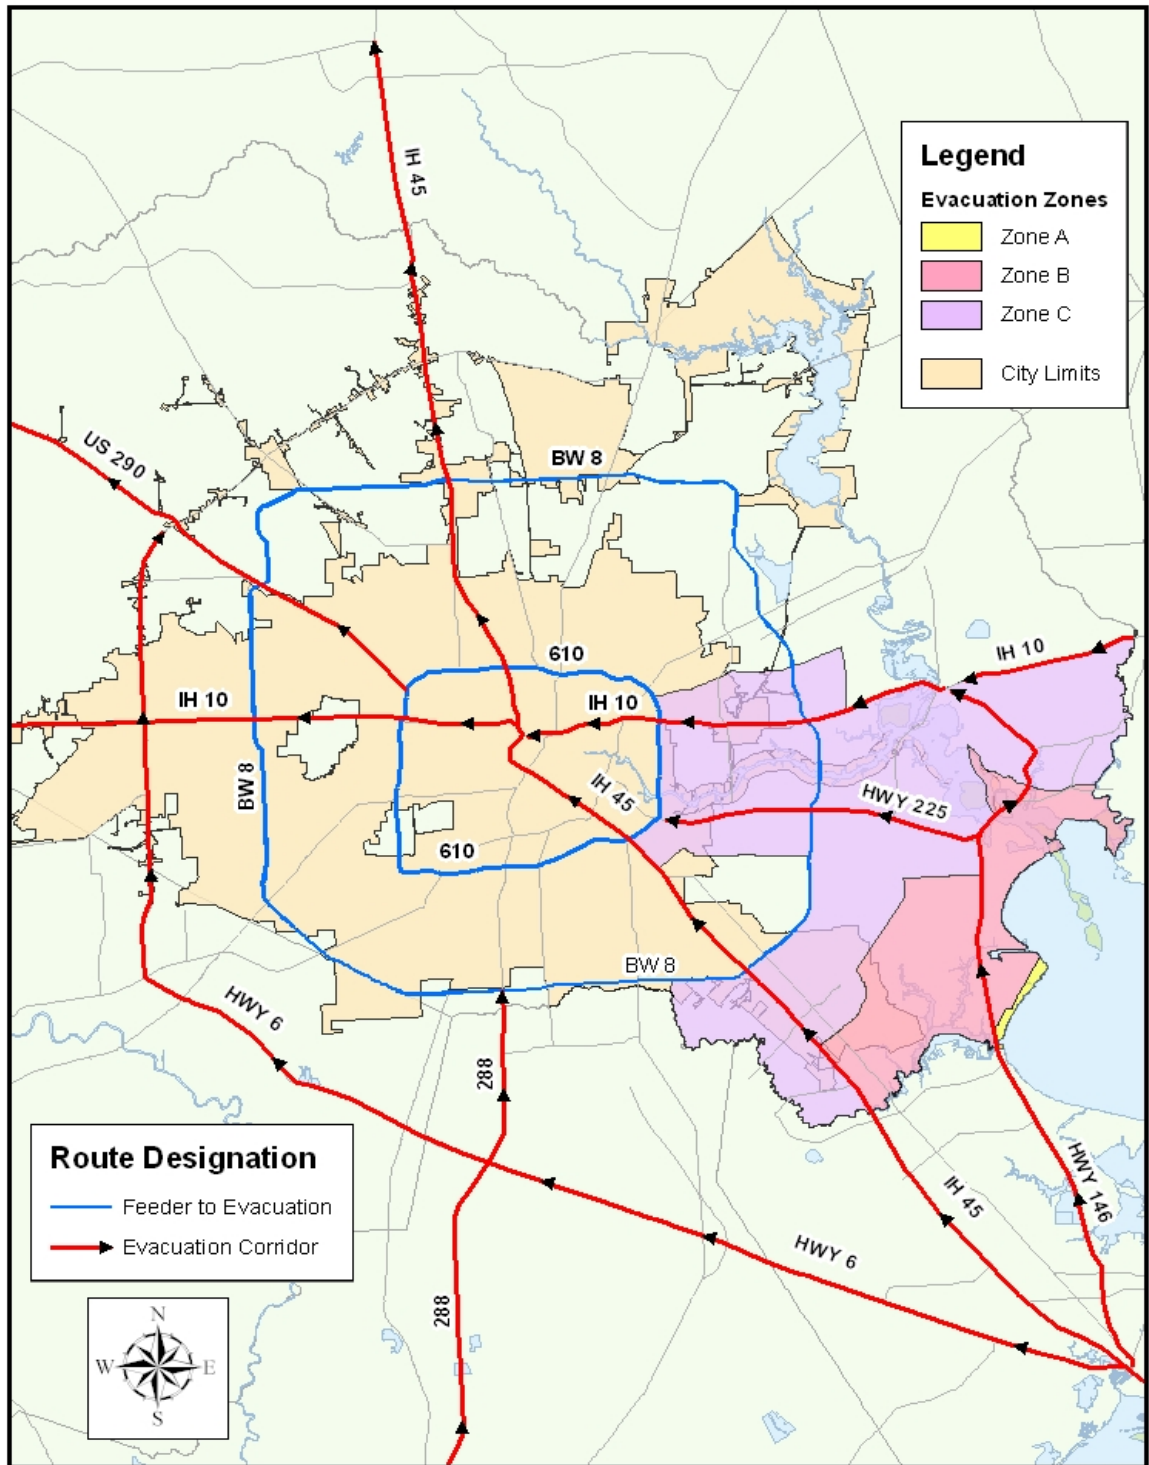 IH 45
Legend
Evacuation Zones
Zone A
Zone B
Zone C
City Limits
US 290
BW 8
610
IH 10
IH 10
IH 10
BW 8
IH 45
HWY 225
610
BW 8
HWY 6
288
Route Designation
Feeder to Evacuation
Evacuation Corridor
HWY 146
IH 45
HWY 6
288
N
W
E
S